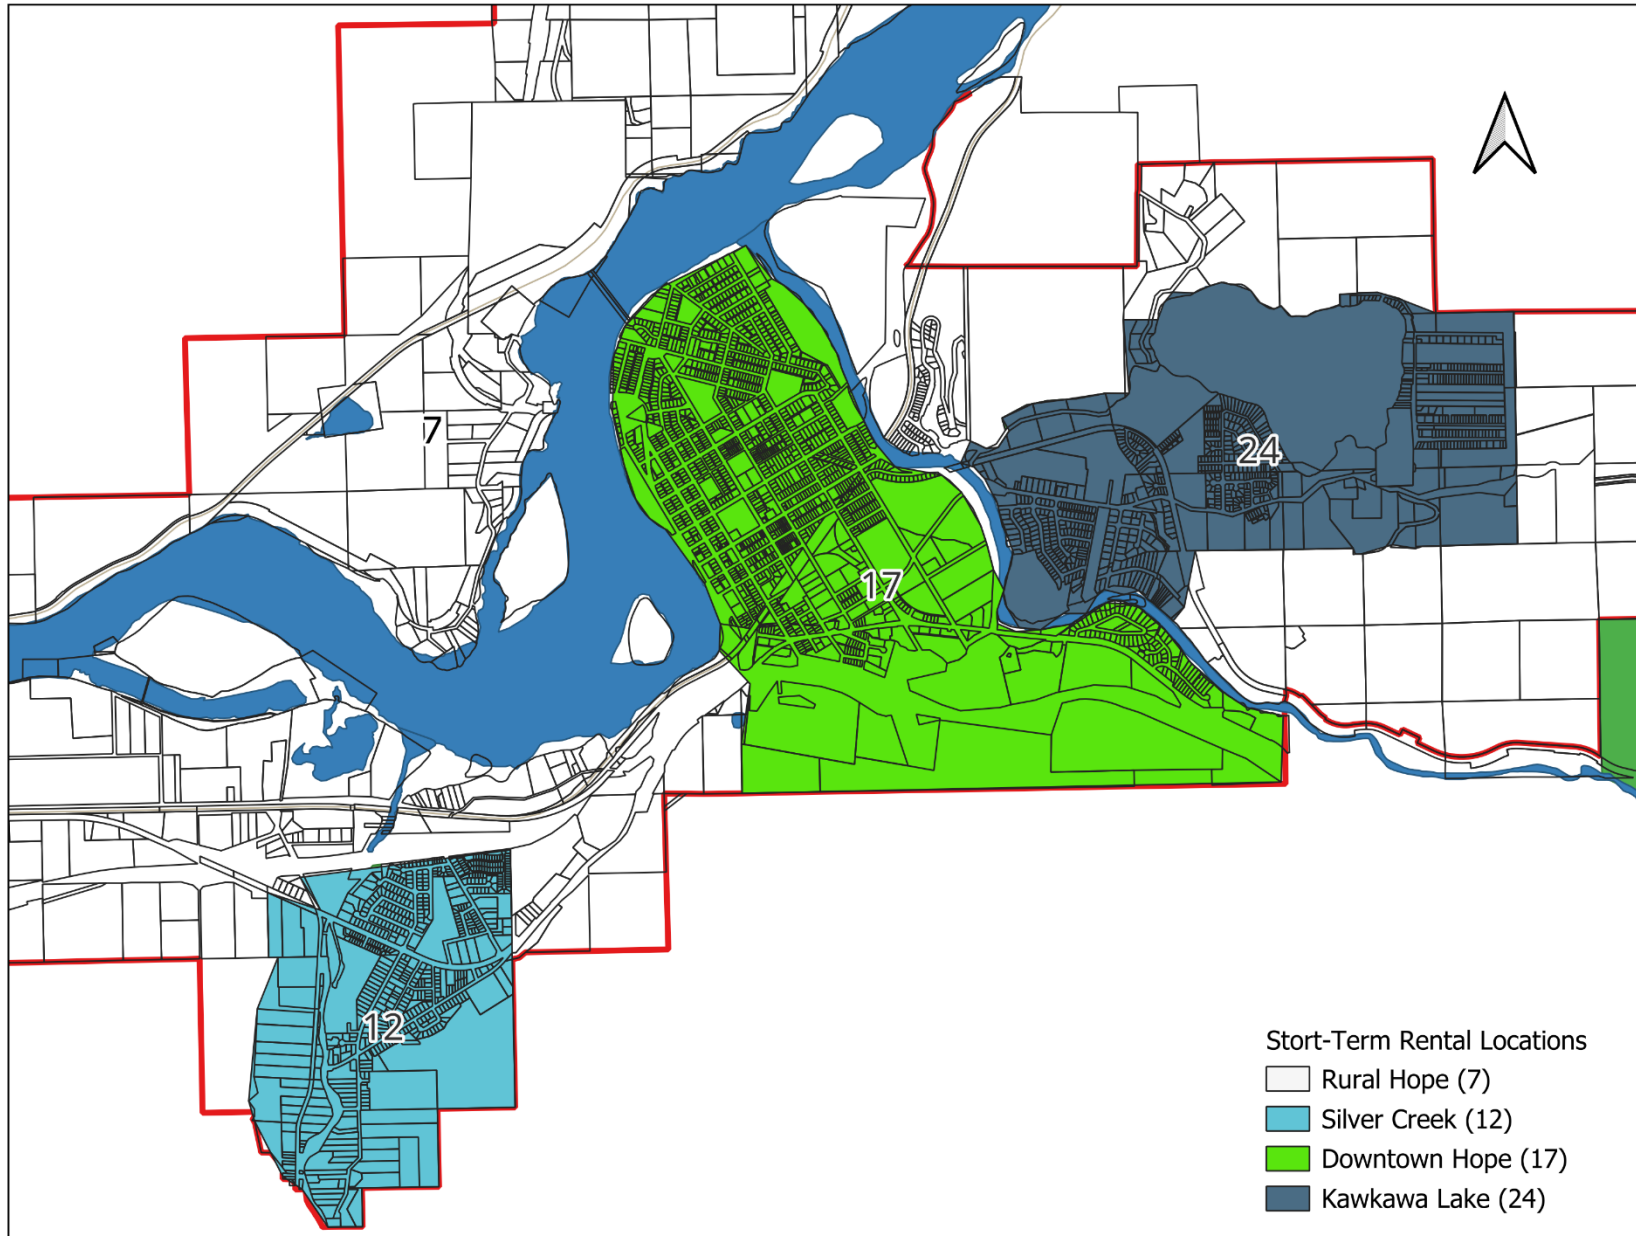 7
24
17
12
Stort-Term Rental Locations
Rural Hope (7)
Silver Creek (12)
Downtown Hope (17)
Kawkawa Lake (24)